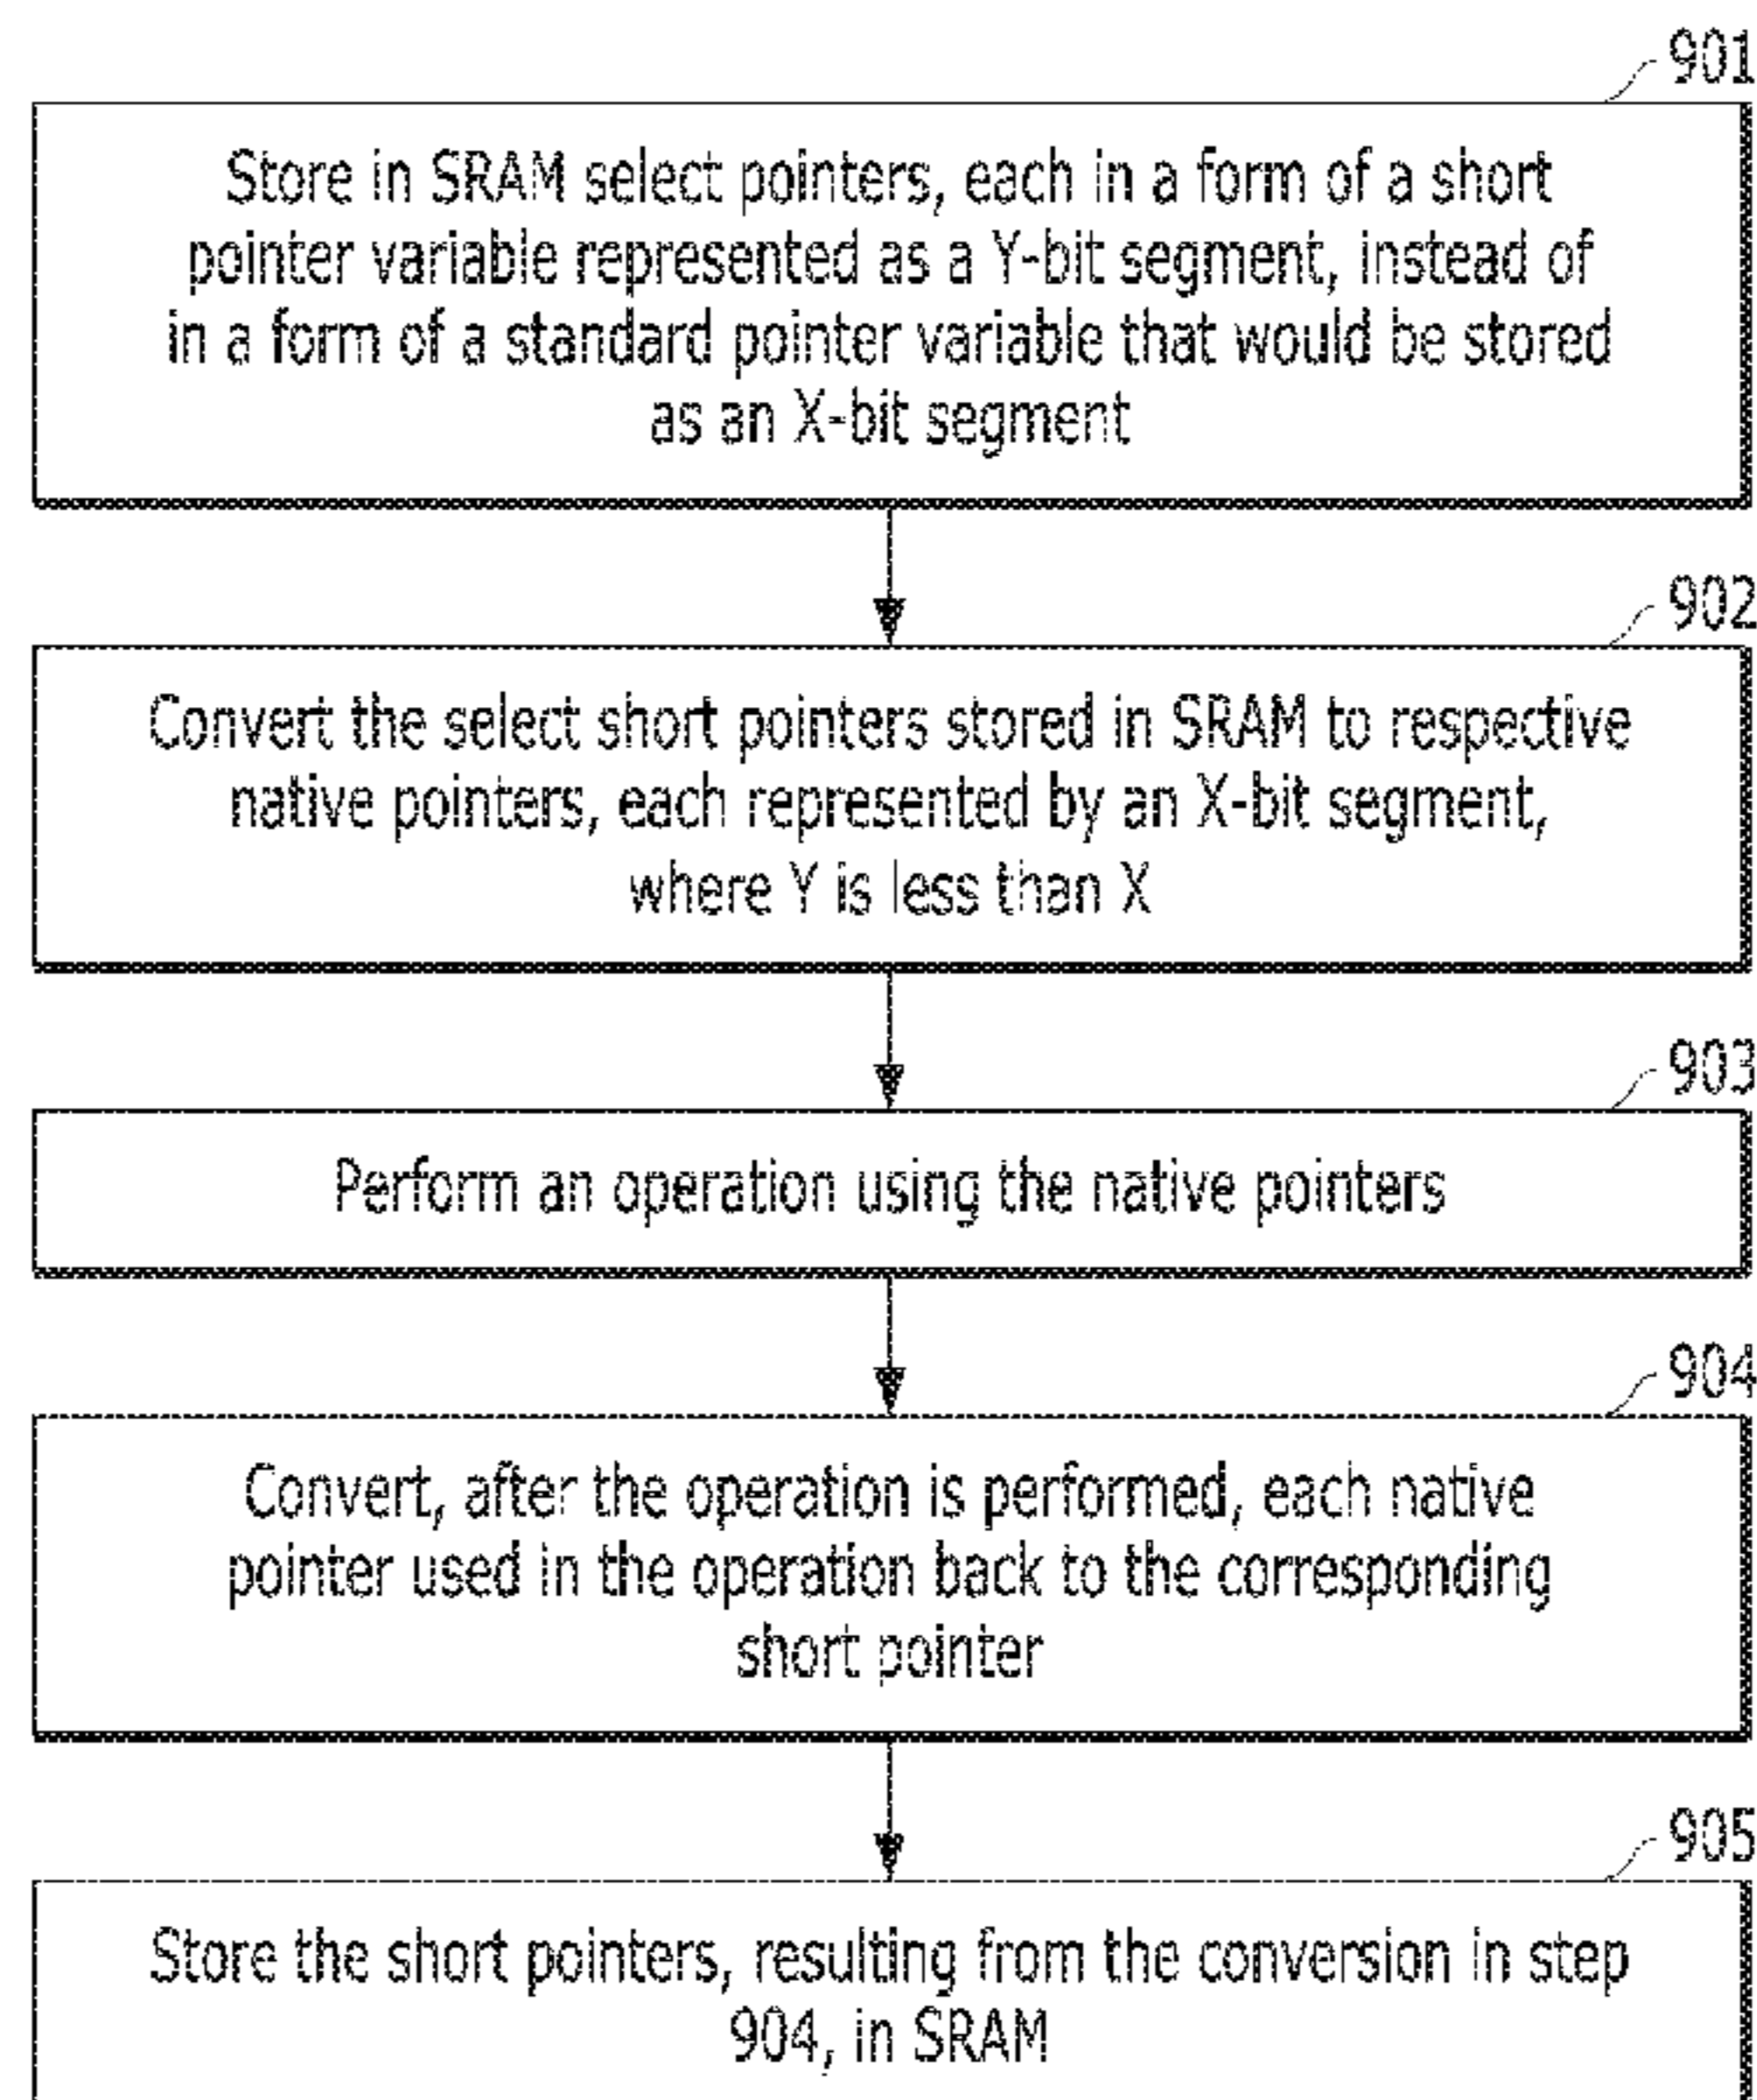 901
Store in SRAM select pointers, each in a form of a short
pointer variable represented as a Y-bit segment, instead of
in a form of a standard pointer variable that would be stored
as an X-bit segment
902
Convert the select short pointers stored in SRAM to respective
native pointers, each represented by an X-bit segment,
where Y is less than X
903
Perform an operation using the native pointers
904
Convert, after the operation is performed, each native
pointer used in the operation back to the corresponding
short pointer
905
Store the short pointers, resulting from the conversion in step
904, in SRAM